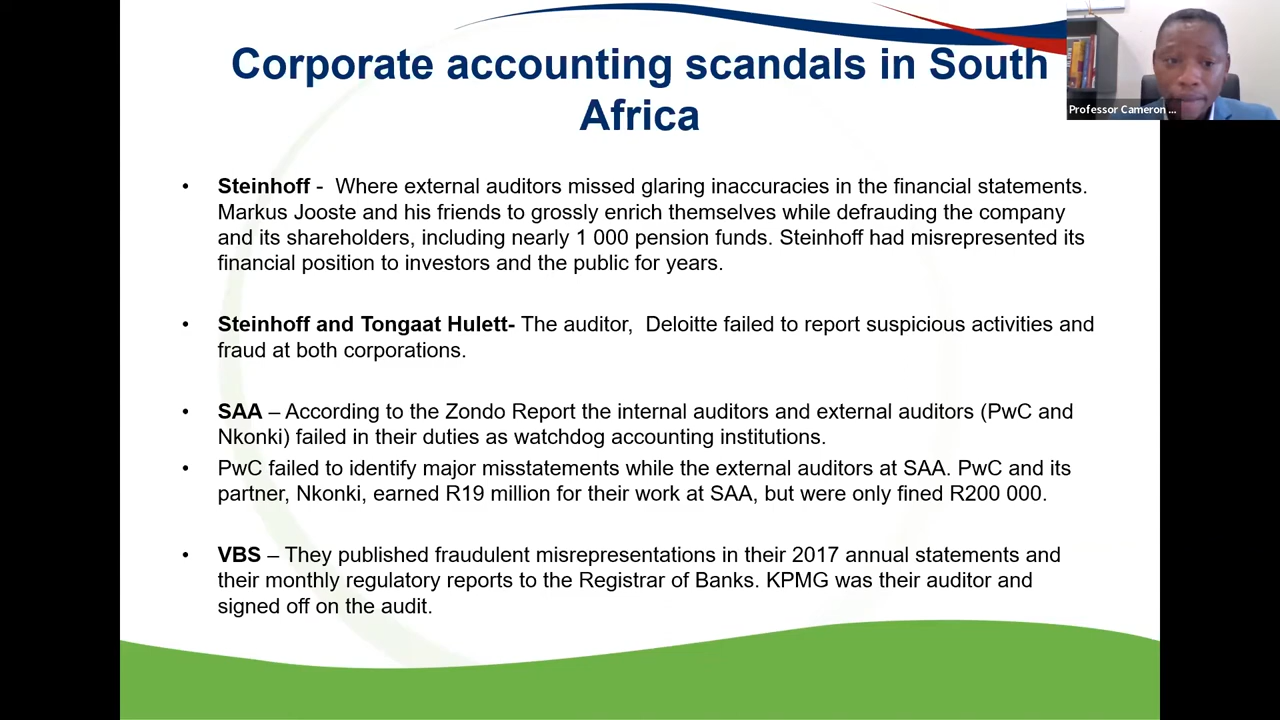 Corporate accounting scandals in South
Africa
Professor Cameron ...
• Steinhoff - Where external auditors missed glaring inaccuracies in the financial statements.
Markus Jooste and his friends to grossly enrich themselves while defrauding the company
and its shareholders, including nearly 1 000 pension funds. Steinhoff had misrepresented its
financial position to investors and the public for years.
• Steinhoff and Tongaat Hulett- The auditor, Deloitte failed to report suspicious activities and
fraud at both corporations.
• SAA – According to the Zondo Report the internal auditors and external auditors (PwC and
Nkonki) failed in their duties as watchdog accounting institutions.
• PwC failed to identify major misstatements while the external auditors at SAA. PwC and its
partner, Nkonki, earned R19 million for their work at SAA, but were only fined R200 000.
• VBS – They published fraudulent misrepresentations in their 2017 annual statements and
their monthly regulatory reports to the Registrar of Banks. KPMG was their auditor and
signed off on the audit.